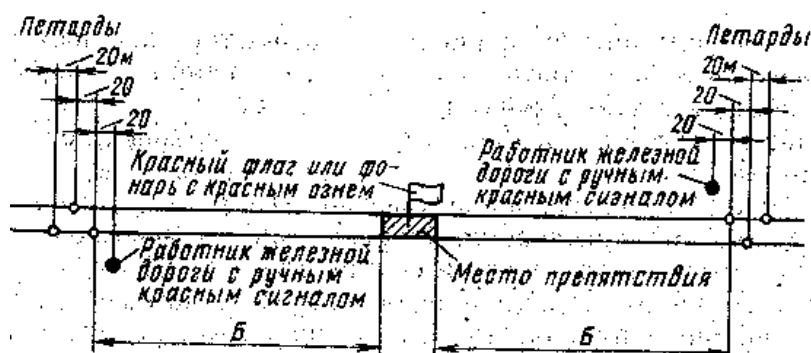 Петарды
20м
20
20
Петарды
20м
20
20
Красный флаг или фо-
нарь с красным огнем
Работник железной
дороги с ручным
красным сигналом
Работник железной
дороги с ручным
красным сигналом
Место препятствия
Б
Б